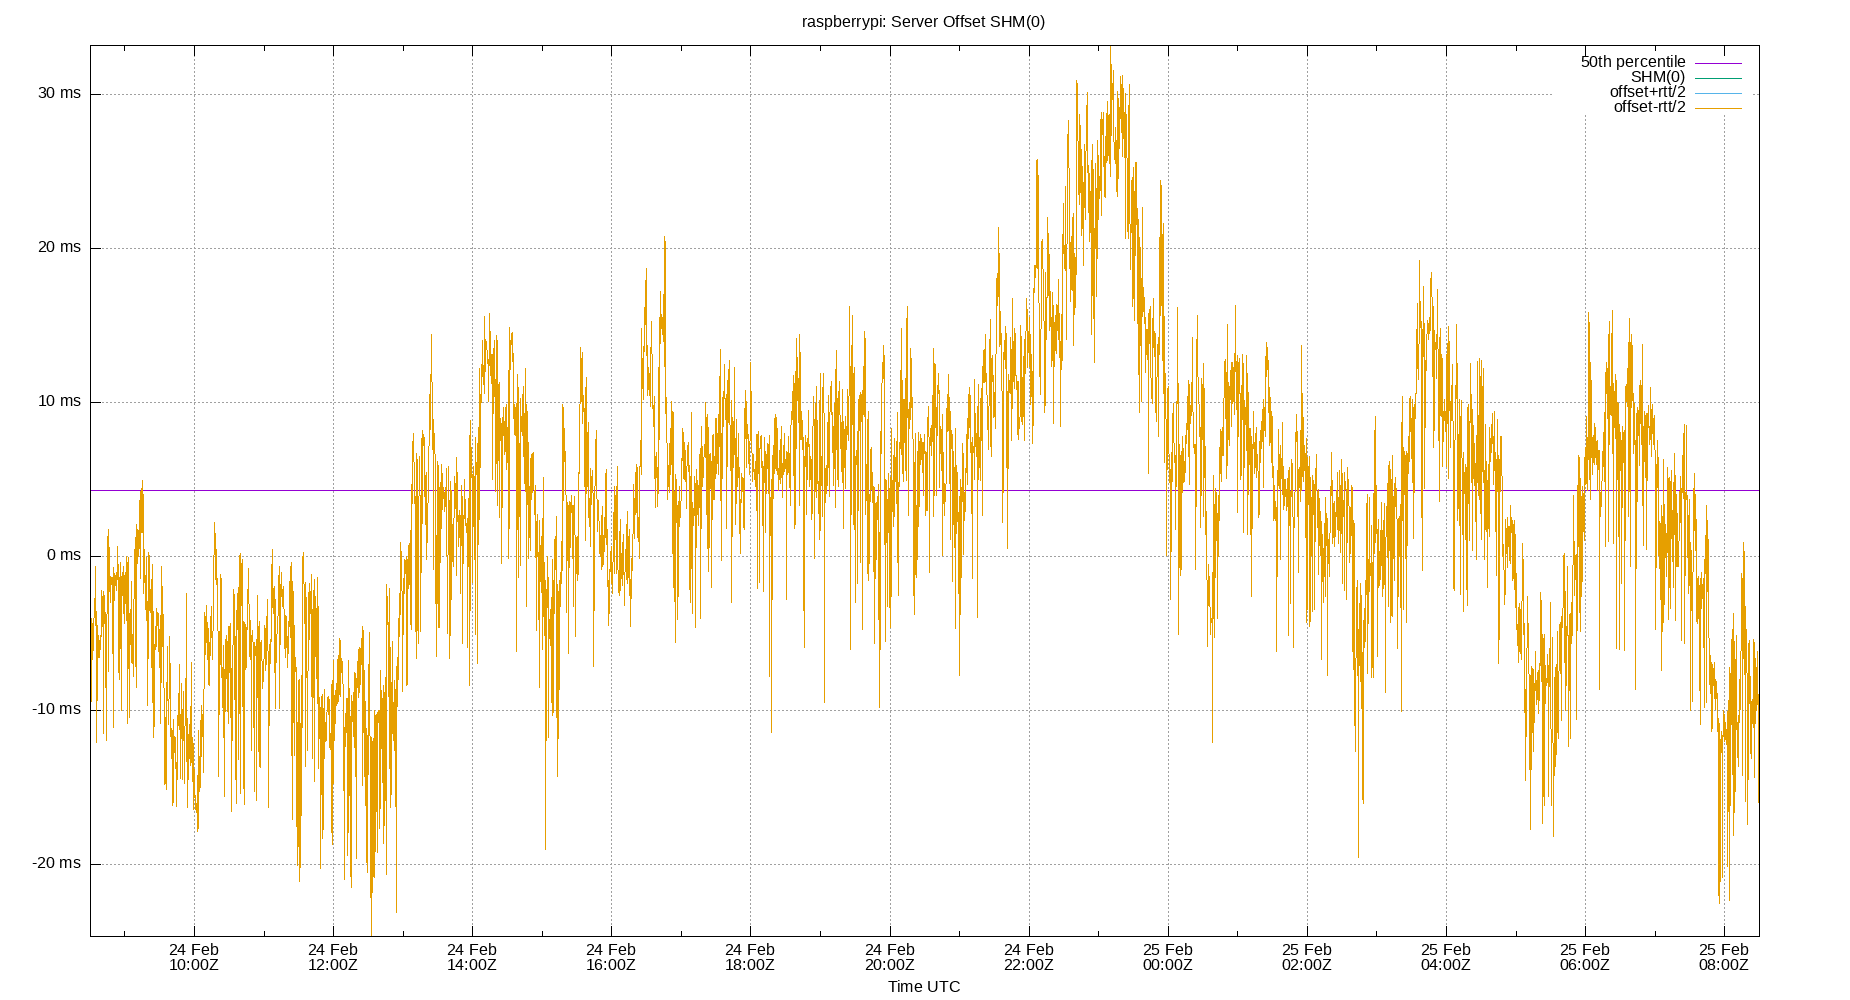 raspberrypi: Server Offset SHM(0)
50th percentile
SHM(0)
offset+rtt/2
offset-rtt/2
30 ms
20 ms
10 ms
0 ms
-10 ms
-20 ms
24 Feb 24 Feb 24 Feb 24 Feb 24 Feb 24 Feb 24 Feb 25 Feb 25 Feb 25 Feb 25 Feb 25 Feb
10:00Z 12:00Z 14:00Z 16:00Z 18:00Z 20:00Z 22:00Z 00:00Z 02:00Z 04:00Z 06:00Z 08:00Z
Time UTC